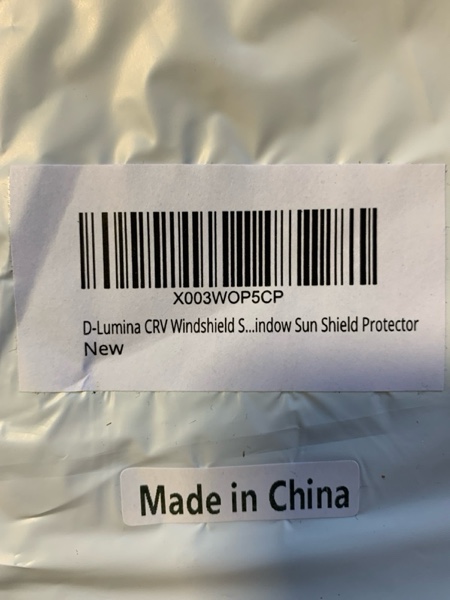 X003WOP5CP
D-Lumina CRV Windshield S...indow Sun Shield Protector
New
Made in China